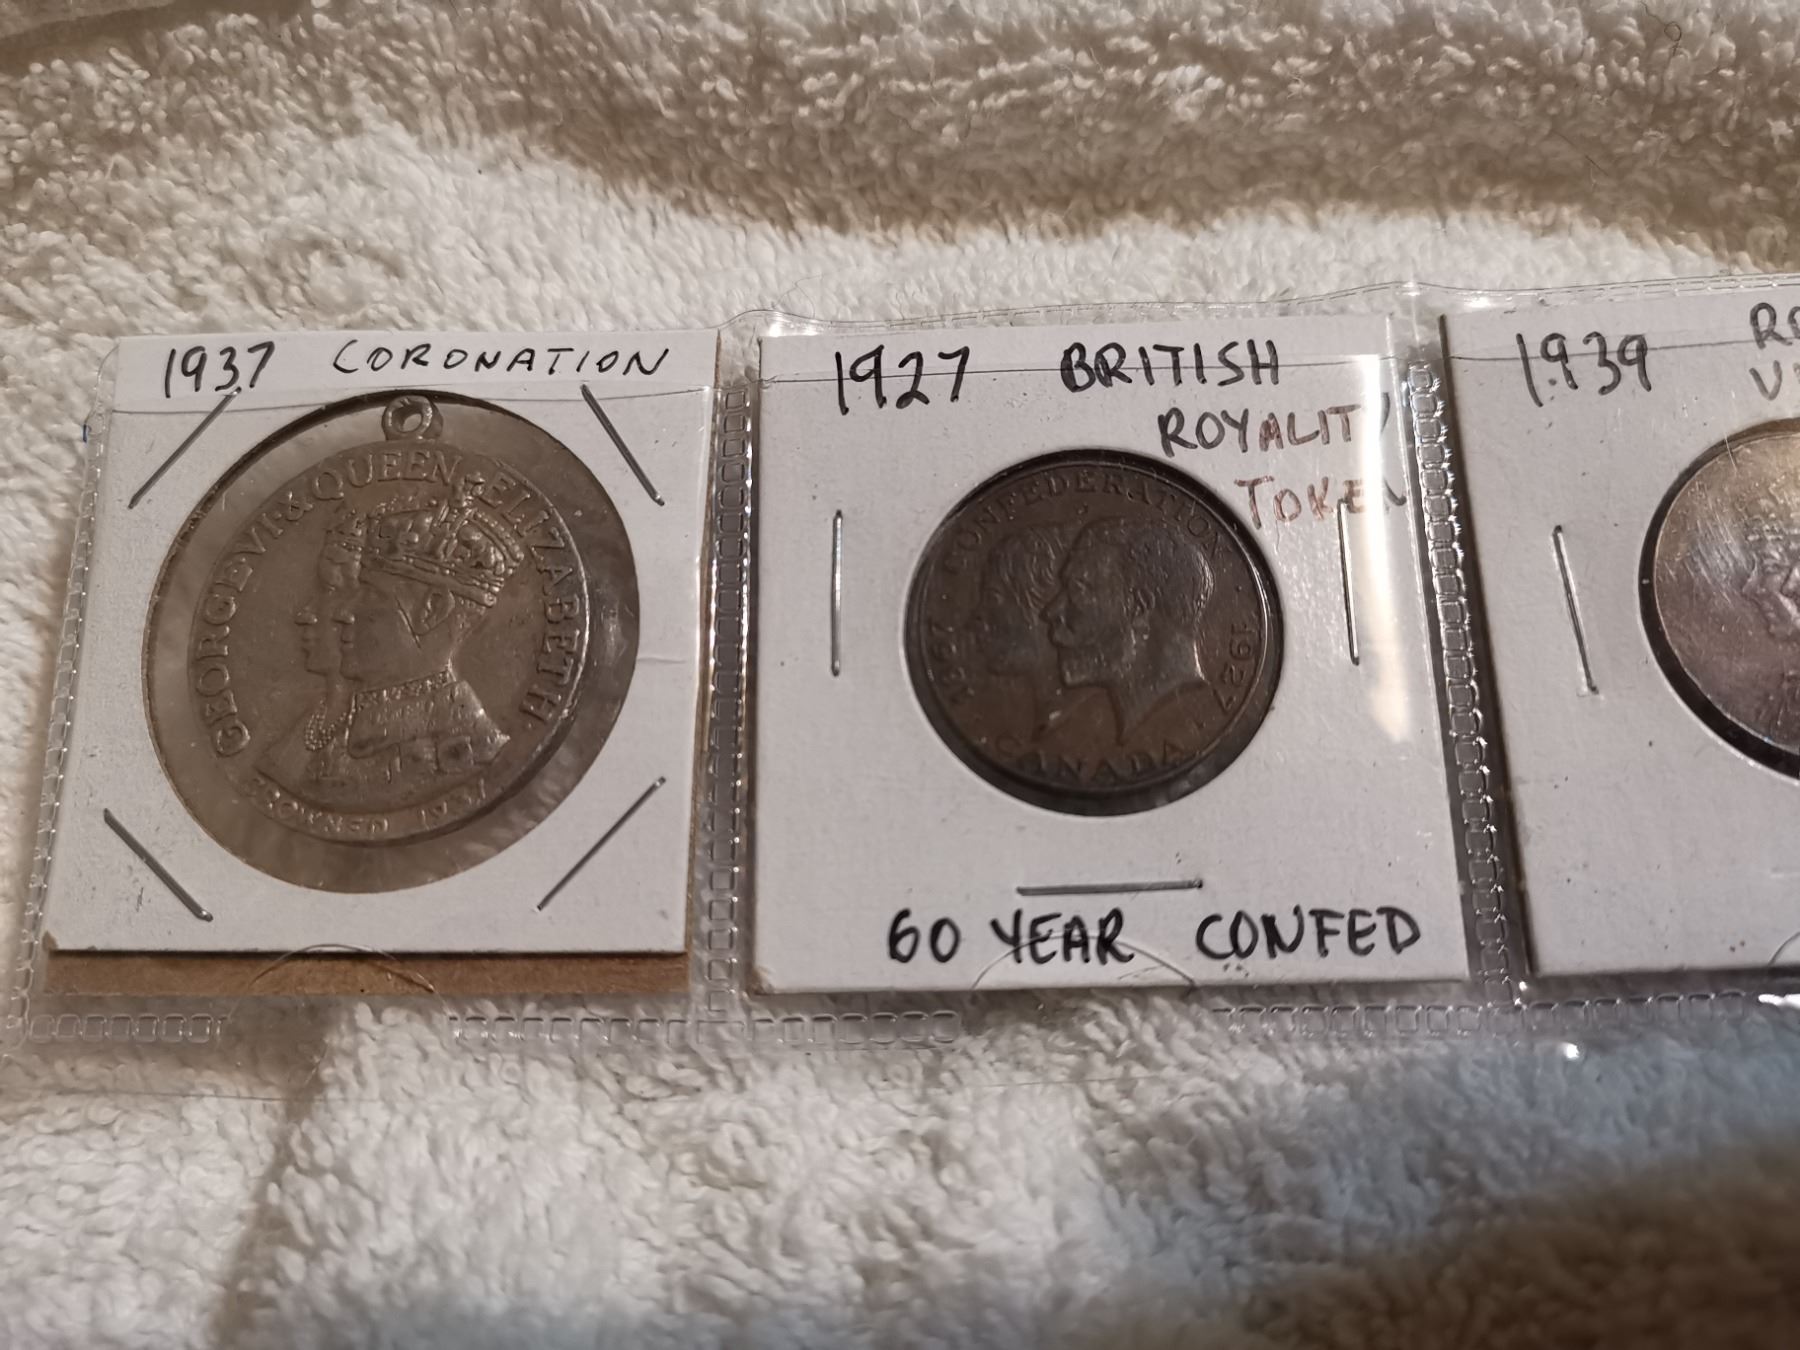 1937 CORONATION
GEORGE VI · & QUEEN · ELIZABETH ·
CROWNED 1937
1927 BRITISH
ROYALITY
TOKEN
CONFEDERATION
1867
1927
CANADA
60 YEAR CONFED
1939